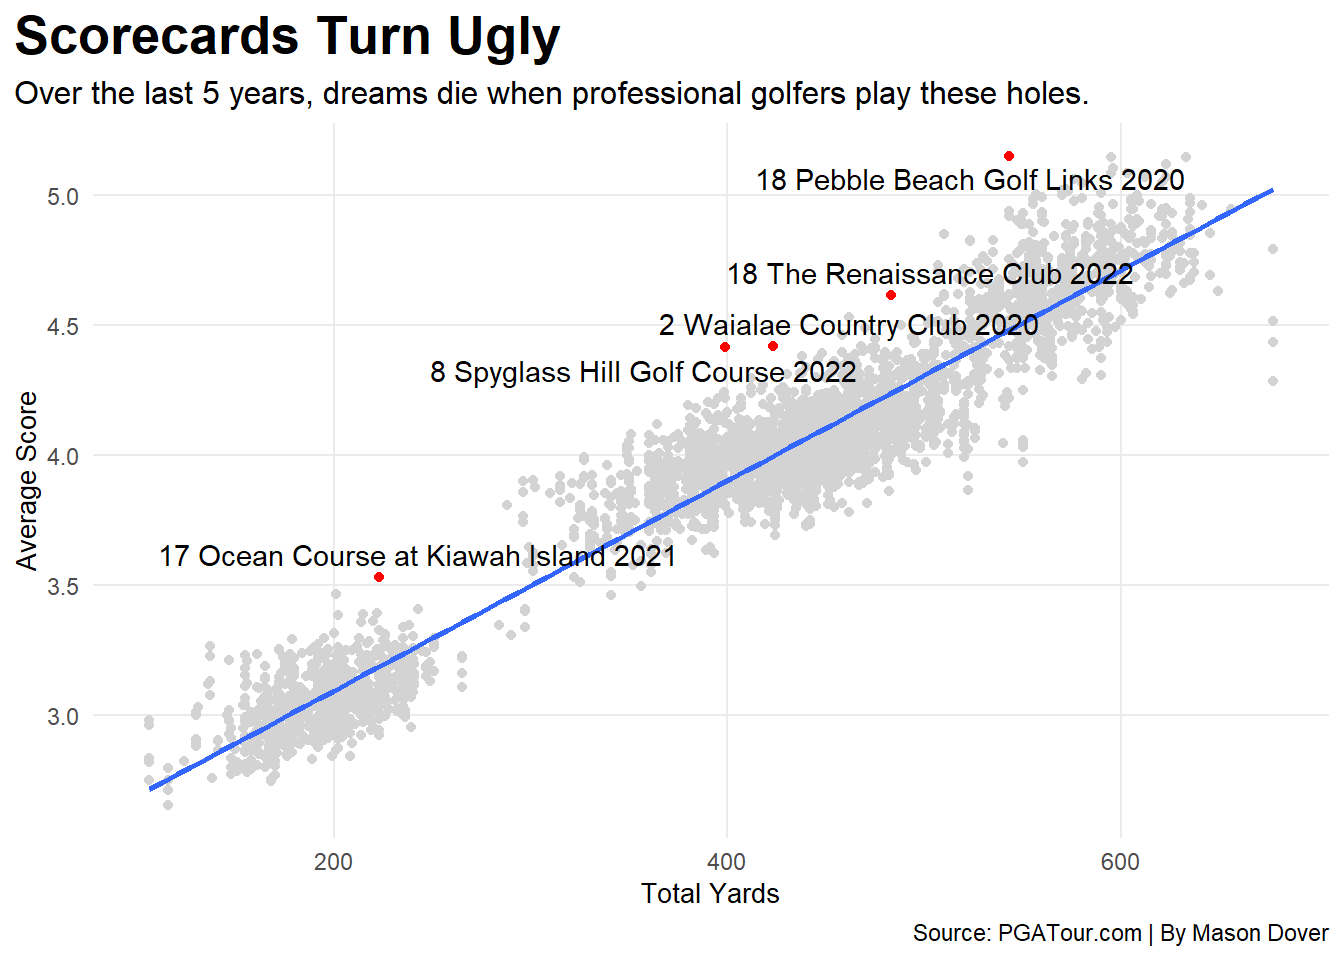 Scorecards Turn Ugly
Over the last 5 years, dreams die when professional golfers play these holes.
18 Pebble Beach Golf Links 2020
5.0
18 The Renaissance Club 2022
4.5
2 Waialae Country Club 2020
8 Spyglass Hill Golf Course 2022
Average Score
4.0
17 Ocean Course at Kiawah Island 2021
3.5
3.0
200
400
600
Total Yards
Source: PGATour.com | By Mason Dover